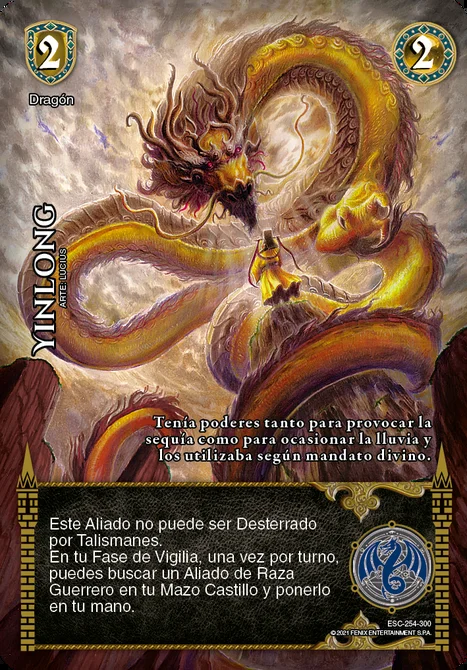 2
2
Dragón
YINLONG
ARTE: LUCIUS
Tenía poderes tanto para provocar la
sequía como para ocasionar la lluvia y
los utilizaba según mandato divino.
Este Aliado no puede ser Desterrado
por Talismanes.
En tu Fase de Vigilia, una vez por turno,
puedes buscar un Aliado de Raza
Guerrero en tu Mazo Castillo y ponerlo
en tu mano.
ESC-254-300
©2021 FENIX ENTERTAINMENT S.P.A.